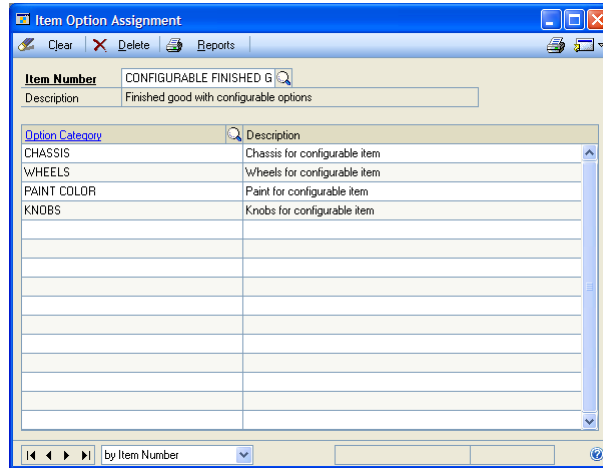 Item Option Assignment
Clear Delete Reports
Item Number CONFIGURABLE FINISHED G
Description Finished good with configurable options
Option Category Description
CHASSIS Chassis for configurable item
WHEELS Wheels for configurable item
PAINT COLOR Paint for configurable item
KNOBS Knobs for configurable item
by Item Number